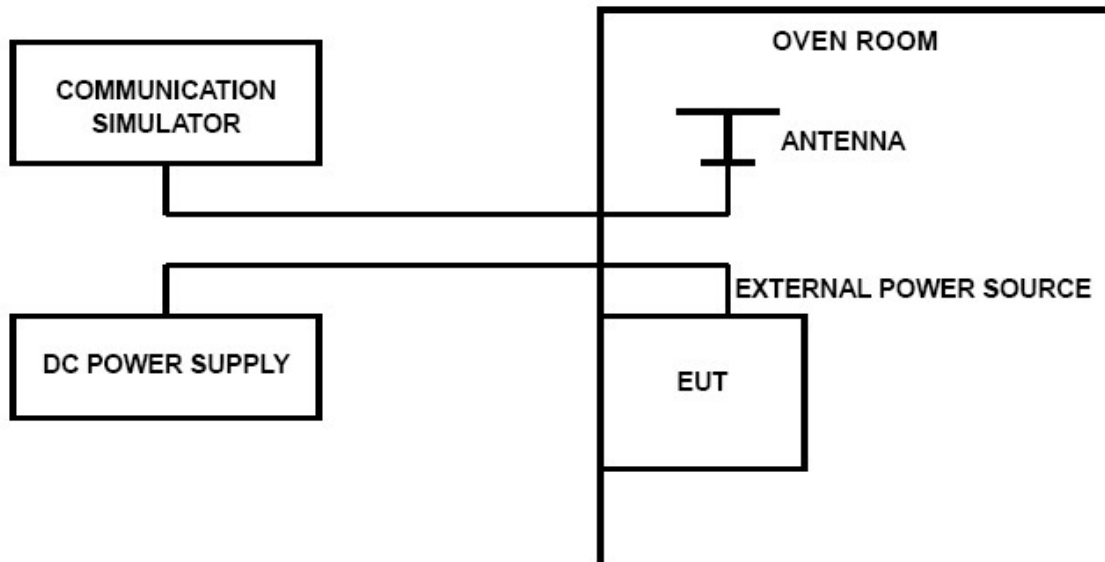 OVEN ROOM
COMMUNICATION
SIMULATOR
ANTENNA
EXTERNAL POWER SOURCE
DC POWER SUPPLY
EUT